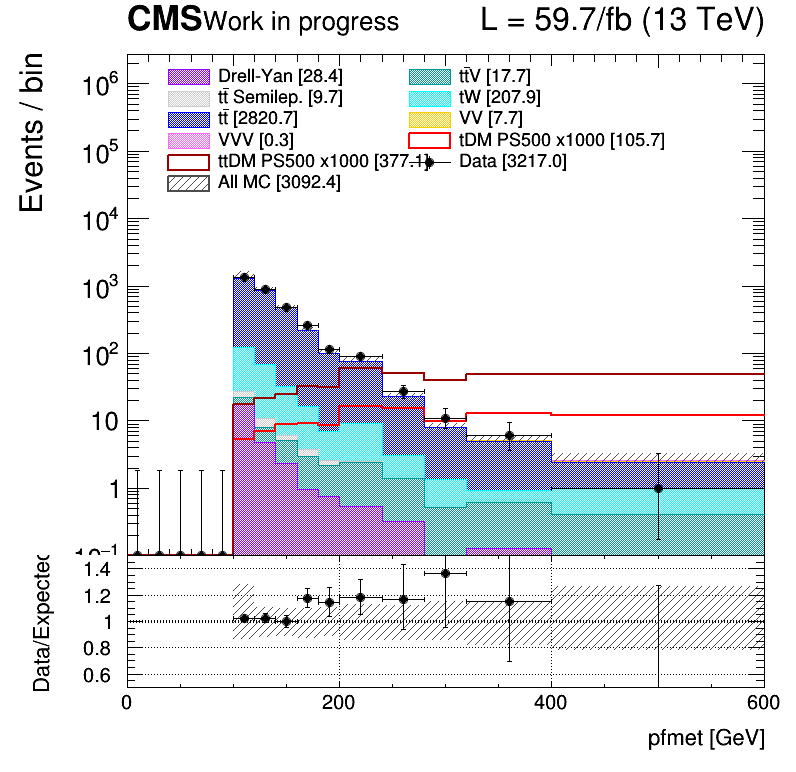 CMS Work in progress L = 59.7/fb (13 TeV)
Events / bin
Drell-Yan [28.4] tt̄V [17.7]
tt̄ Semilep. [9.7] tW [207.9]
tt̄ [2820.7] VV [7.7]
VVV [0.3] tDM PS500 x1000 [105.7]
ttDM PS500 x1000 [377.1] Data [3217.0]
All MC [3092.4]
10⁶
10⁵
10⁴
10³
10²
10
1
10⁻¹
Data/Expected
1.4
1.2
1
0.8
0.6
0 200 400 600
pfmet [GeV]